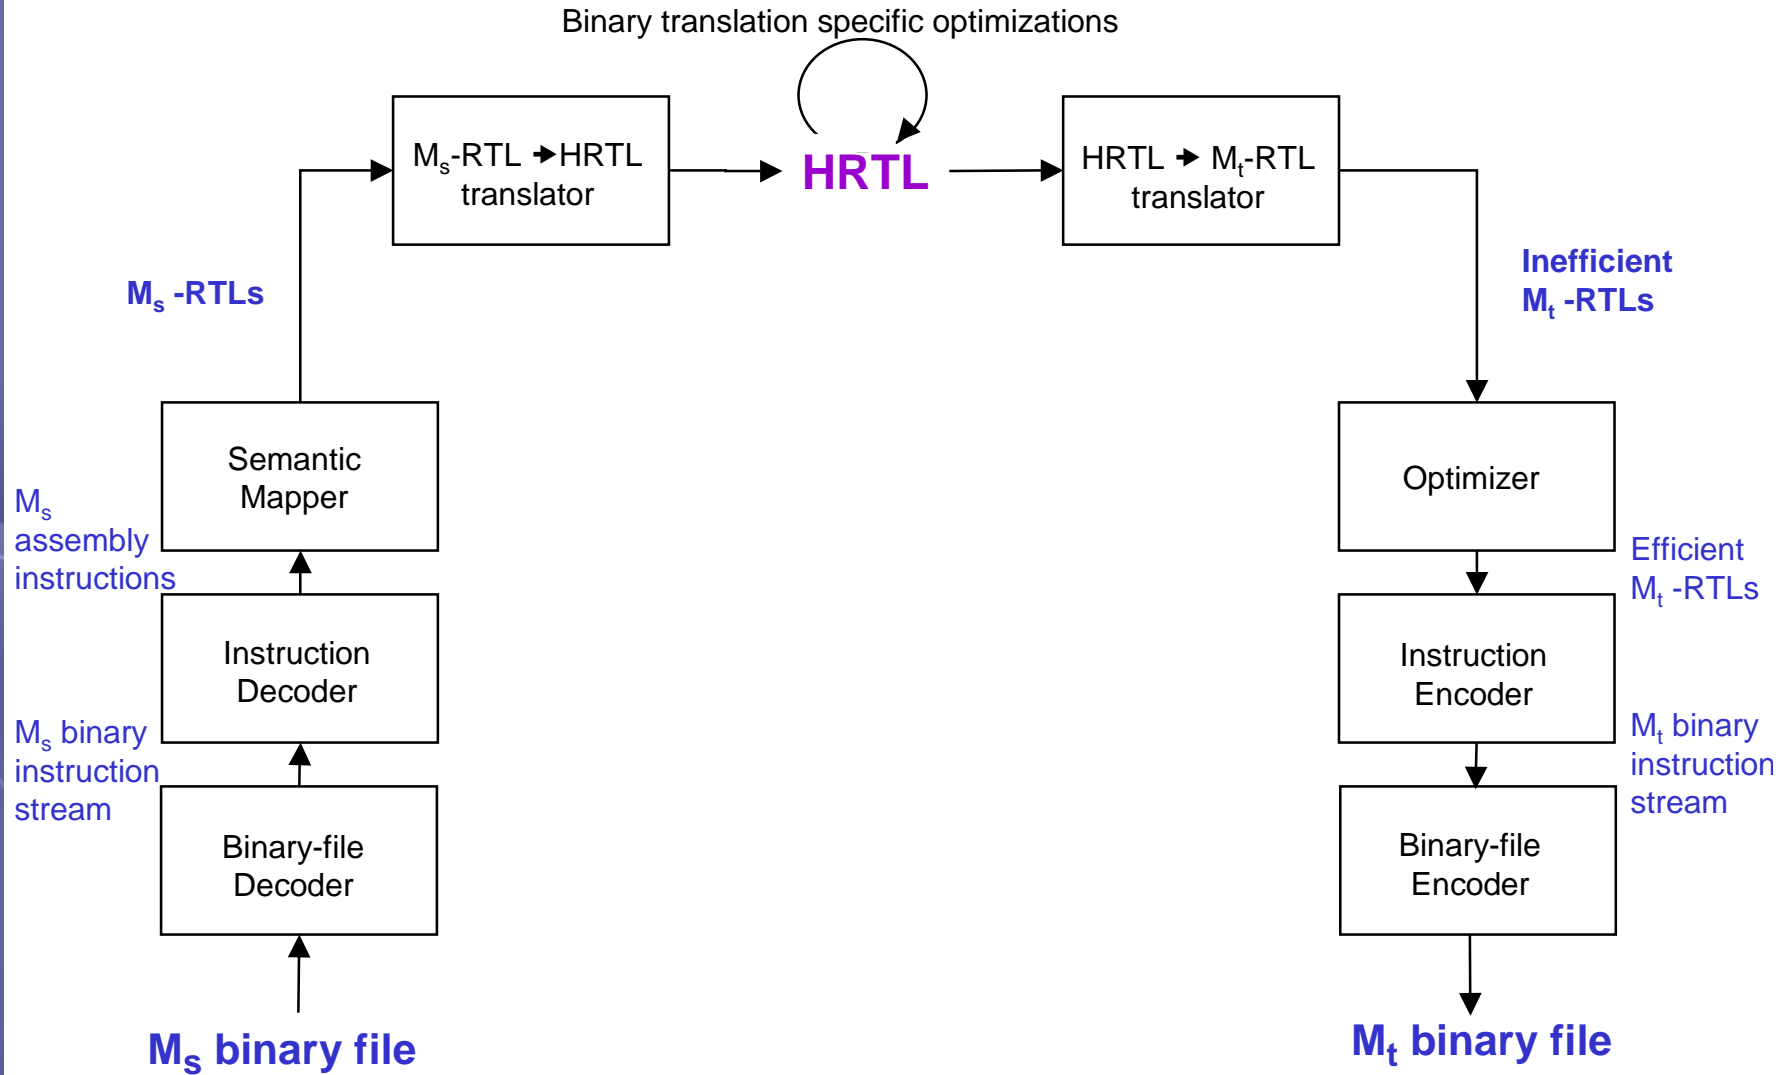 Binary translation specific optimizations
Mₛ-RTL ➔HRTL
translator
HRTL
HRTL ➔ Mₜ-RTL
translator
Mₛ -RTLs
Inefficient
Mₜ -RTLs
Semantic
Mapper
Optimizer
Mₛ
assembly
instructions
Efficient
Mₜ -RTLs
Instruction
Decoder
Instruction
Encoder
Mₛ binary
instruction
stream
Mₜ binary
instruction
stream
Binary-file
Decoder
Binary-file
Encoder
Mₛ binary file
Mₜ binary file